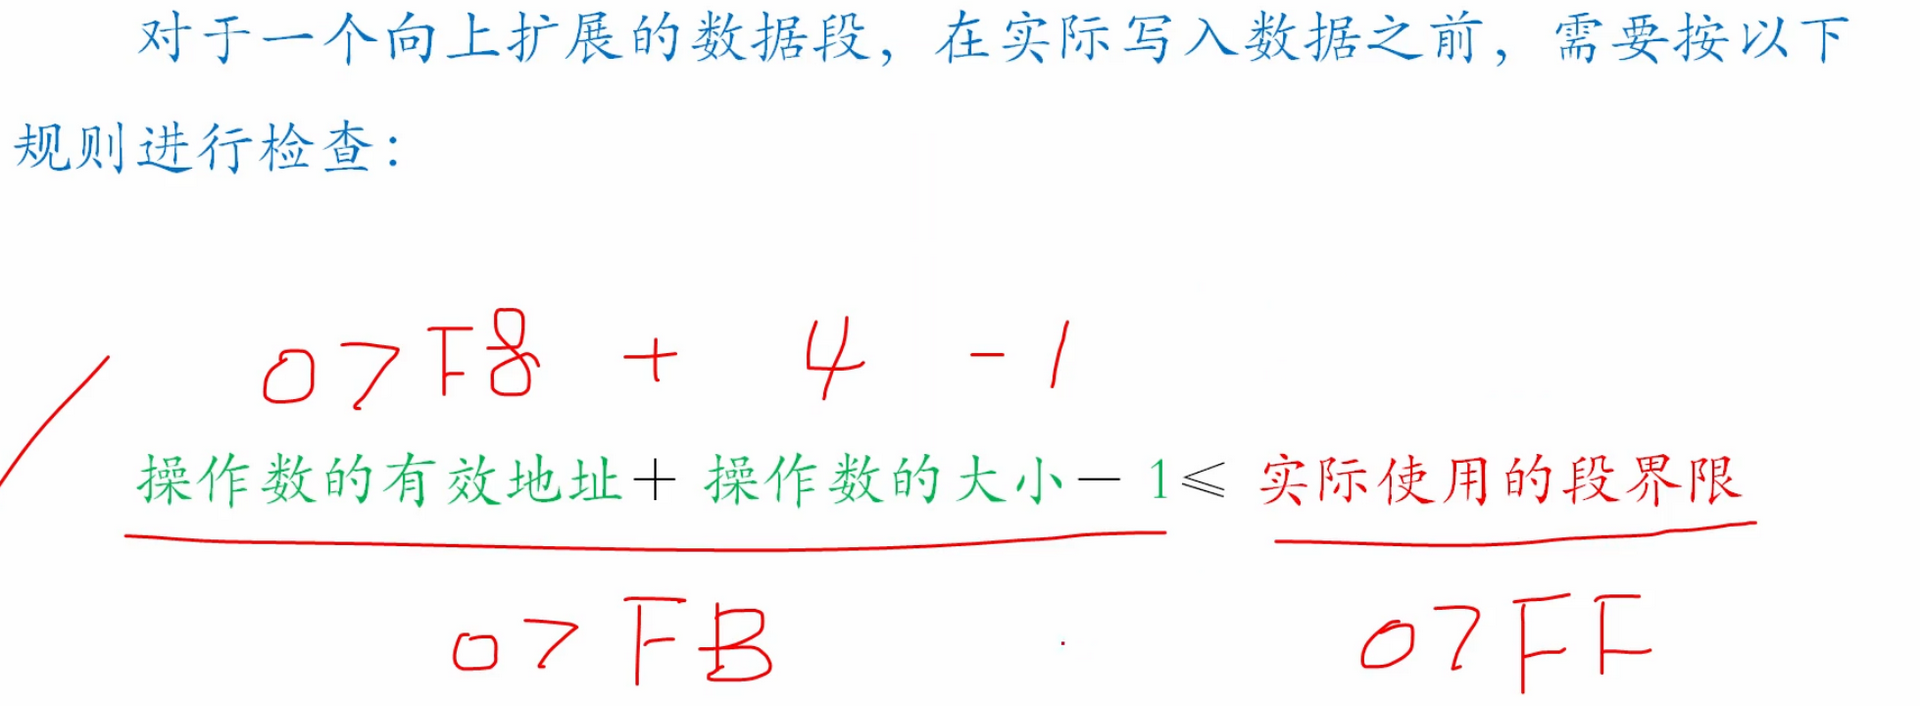 对于一个向上扩展的数据段，在实际写入数据之前，需要按以下
规则进行检查：
07F8 + 4 - 1
操作数的有效地址＋操作数的大小－1≤实际使用的段界限
07FB 07FF